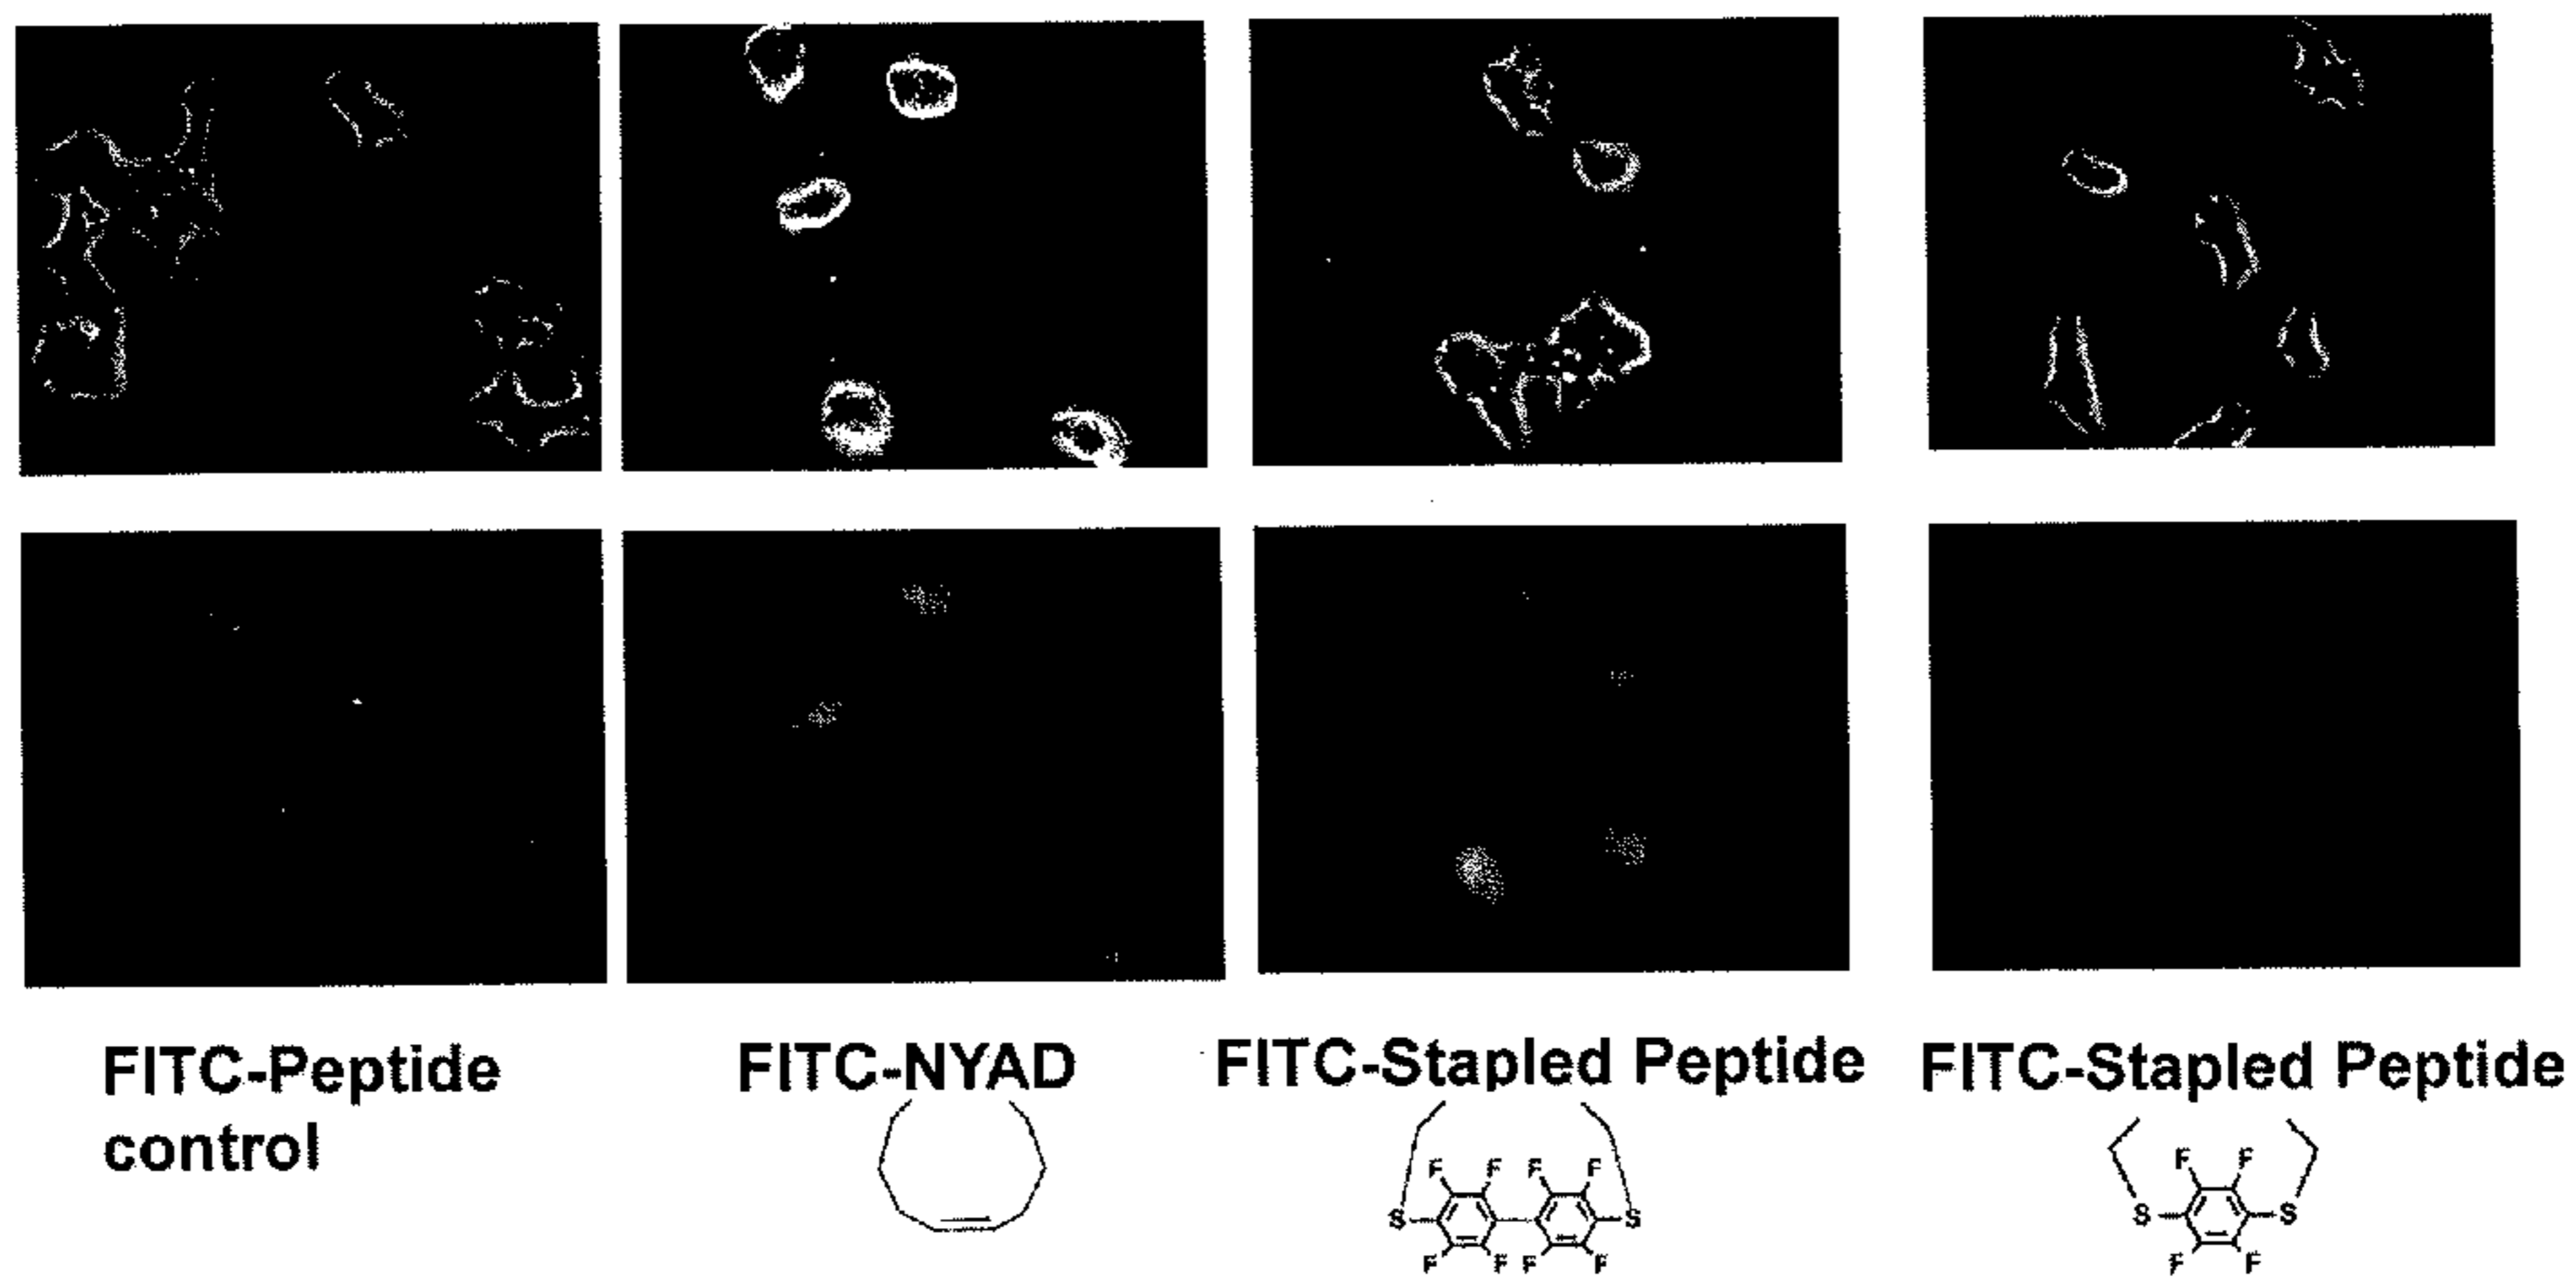 FITC-Peptide
control
FITC-NYAD
FITC-Stapled Peptide
F F F F
S S
F F F F
FITC-Stapled Peptide
F F
S S
F F